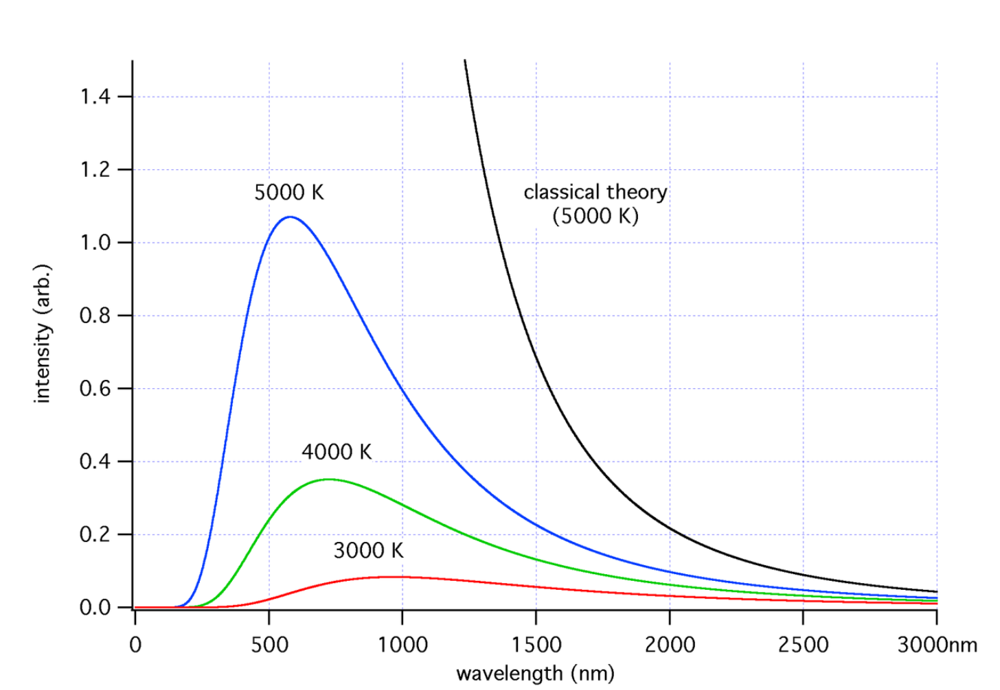 1.4
1.2
1.0
0.8
0.6
0.4
0.2
0.0
intensity (arb.)
5000 K
classical theory
(5000 K)
4000 K
3000 K
0
500
1000
1500
2000
2500
3000nm
wavelength (nm)